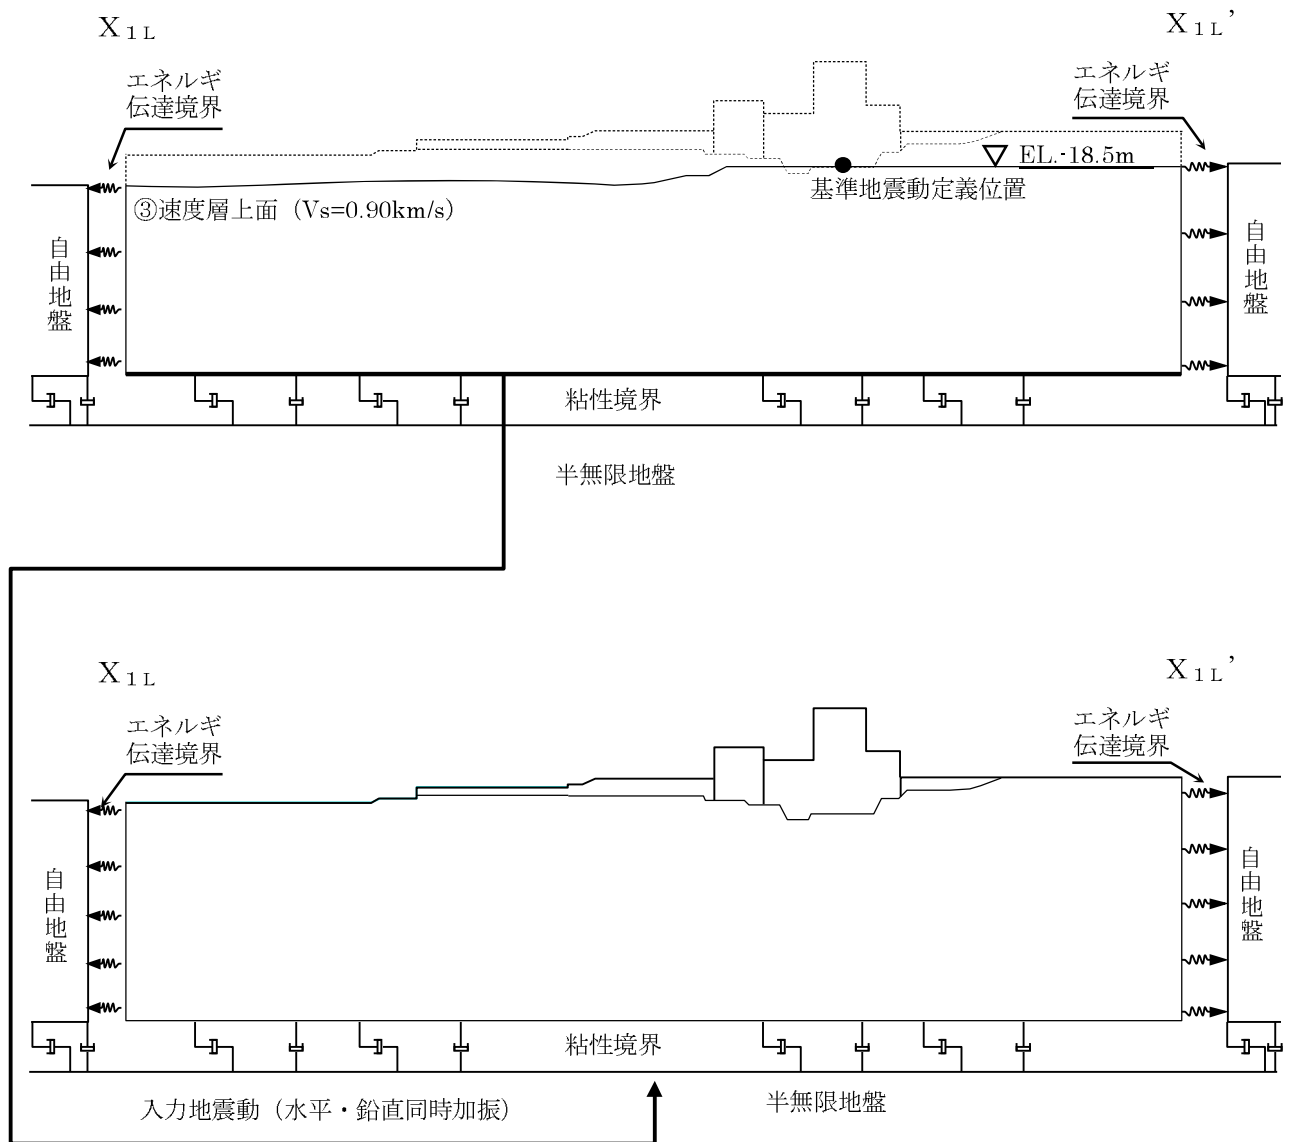 X1L
X1L’
エネルギ
伝達境界
エネルギ
伝達境界
EL.-18.5m
基準地震動定義位置
③速度層上面（Vs=0.90km/s）
自由地盤
自由地盤
粘性境界
半無限地盤
X1L
X1L’
エネルギ
伝達境界
エネルギ
伝達境界
自由地盤
自由地盤
粘性境界
入力地震動（水平・鉛直同時加振）
半無限地盤